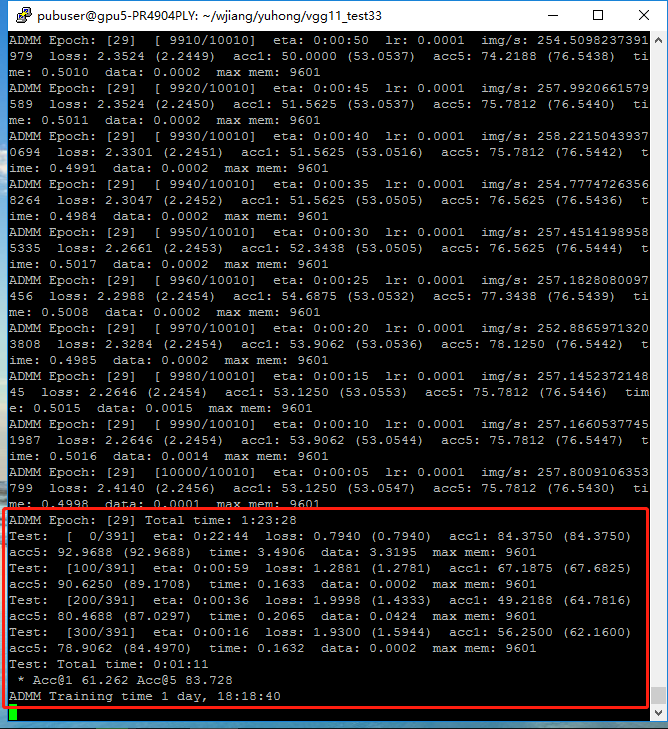 pubuser@gpu5-PR4904PLY: ~/wjiang/yuhong/vgg11_test33
ADMM Epoch: [29]  [ 9910/10010]  eta: 0:00:50  lr: 0.0001  img/s: 254.5098237391
979  loss: 2.3524 (2.2449)  acc1: 50.0000 (53.0540)  acc5: 74.2188 (76.5438)  ti
me: 0.5010  data: 0.0002  max mem: 9601
ADMM Epoch: [29]  [ 9920/10010]  eta: 0:00:45  lr: 0.0001  img/s: 257.9920661579
589  loss: 2.3524 (2.2450)  acc1: 51.5625 (53.0537)  acc5: 75.7812 (76.5440)  ti
me: 0.5011  data: 0.0002  max mem: 9601
ADMM Epoch: [29]  [ 9930/10010]  eta: 0:00:40  lr: 0.0001  img/s: 258.2215043937
0694  loss: 2.3301 (2.2451)  acc1: 51.5625 (53.0516)  acc5: 75.7812 (76.5442)  t
ime: 0.4991  data: 0.0002  max mem: 9601
ADMM Epoch: [29]  [ 9940/10010]  eta: 0:00:35  lr: 0.0001  img/s: 254.7774726356
8264  loss: 2.3047 (2.2452)  acc1: 51.5625 (53.0505)  acc5: 76.5625 (76.5436)  t
ime: 0.4984  data: 0.0002  max mem: 9601
ADMM Epoch: [29]  [ 9950/10010]  eta: 0:00:30  lr: 0.0001  img/s: 257.4514198958
5335  loss: 2.2661 (2.2453)  acc1: 52.3438 (53.0505)  acc5: 76.5625 (76.5444)  t
ime: 0.5017  data: 0.0002  max mem: 9601
ADMM Epoch: [29]  [ 9960/10010]  eta: 0:00:25  lr: 0.0001  img/s: 257.1828080097
456  loss: 2.2988 (2.2454)  acc1: 54.6875 (53.0532)  acc5: 77.3438 (76.5439)  ti
me: 0.5008  data: 0.0002  max mem: 9601
ADMM Epoch: [29]  [ 9970/10010]  eta: 0:00:20  lr: 0.0001  img/s: 252.8865971320
3808  loss: 2.3284 (2.2454)  acc1: 53.9062 (53.0536)  acc5: 78.1250 (76.5442)  t
ime: 0.4985  data: 0.0002  max mem: 9601
ADMM Epoch: [29]  [ 9980/10010]  eta: 0:00:15  lr: 0.0001  img/s: 257.1452372148
45  loss: 2.2646 (2.2454)  acc1: 53.1250 (53.0553)  acc5: 75.7812 (76.5446)  tim
e: 0.5015  data: 0.0015  max mem: 9601
ADMM Epoch: [29]  [ 9990/10010]  eta: 0:00:10  lr: 0.0001  img/s: 257.1660537745
1987  loss: 2.2646 (2.2454)  acc1: 53.9062 (53.0544)  acc5: 75.7812 (76.5447)  t
ime: 0.5016  data: 0.0014  max mem: 9601
ADMM Epoch: [29]  [10000/10010]  eta: 0:00:05  lr: 0.0001  img/s: 257.8009106353
799  loss: 2.4140 (2.2456)  acc1: 53.1250 (53.0547)  acc5: 75.7812 (76.5430)  ti
me: 0.4998  data: 0.0001  max mem: 9601
ADMM Epoch: [29] Total time: 1:23:28
Test:  [  0/391]  eta: 0:22:44  loss: 0.7940 (0.7940)  acc1: 84.3750 (84.3750)
acc5: 92.9688 (92.9688)  time: 3.4906  data: 3.3195  max mem: 9601
Test:  [100/391]  eta: 0:00:59  loss: 1.2881 (1.2781)  acc1: 67.1875 (67.6825)
acc5: 90.6250 (89.1708)  time: 0.1633  data: 0.0002  max mem: 9601
Test:  [200/391]  eta: 0:00:36  loss: 1.9998 (1.4333)  acc1: 49.2188 (64.7816)
acc5: 80.4688 (87.0297)  time: 0.2065  data: 0.0424  max mem: 9601
Test:  [300/391]  eta: 0:00:16  loss: 1.9300 (1.5944)  acc1: 56.2500 (62.1600)
acc5: 78.9062 (84.4970)  time: 0.1632  data: 0.0002  max mem: 9601
Test: Total time: 0:01:11
 * Acc@1 61.262 Acc@5 83.728
ADMM Training time 1 day, 18:18:40